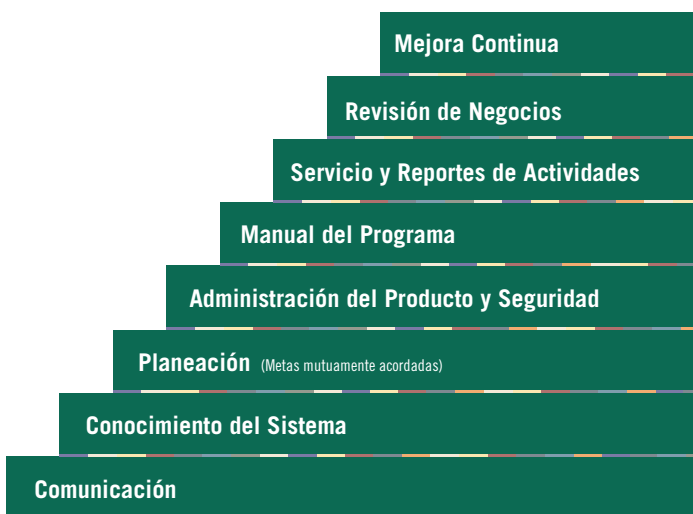 Mejora Continua
Revisión de Negocios
Servicio y Reportes de Actividades
Manual del Programa
Administración del Producto y Seguridad
Planeación (Metas mutuamente acordadas)
Conocimiento del Sistema
Comunicación